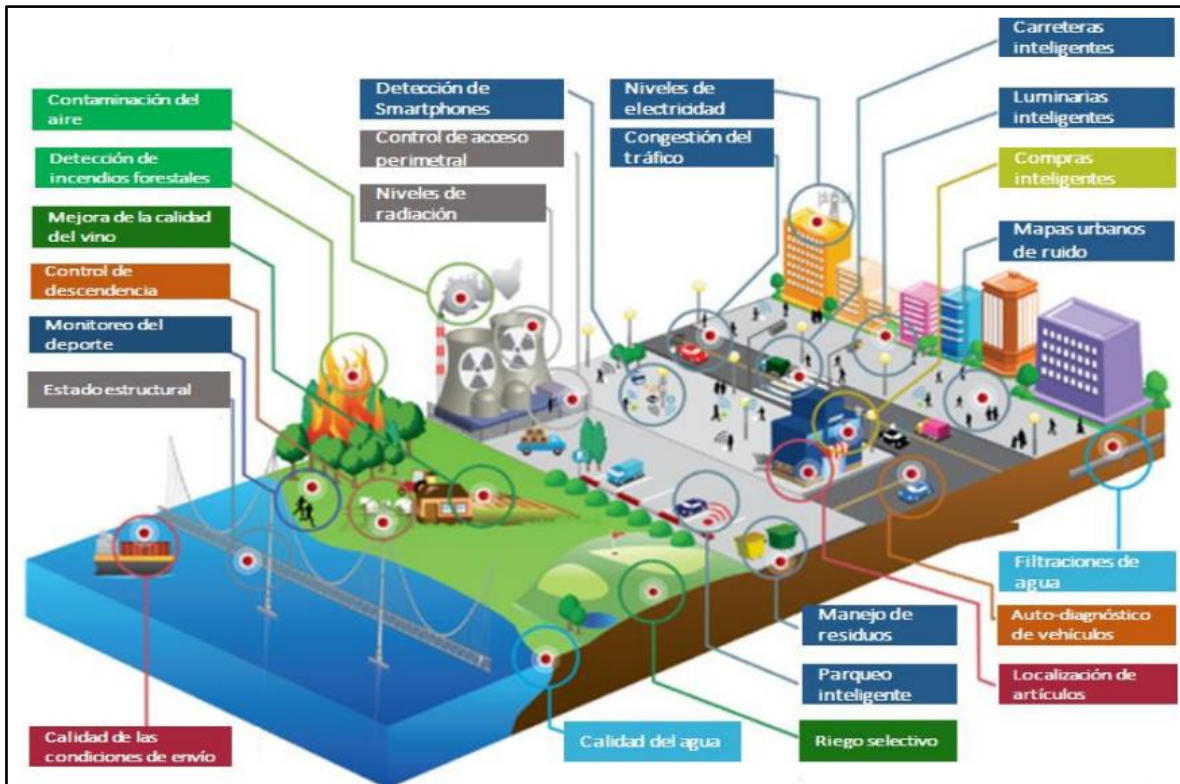 Contaminación del
aire
Detección de
incendios forestales
Mejora de la calidad
del vino
Control de
descendencia
Monitoreo del
deporte
Estado estructural
Detección de
Smartphones
Control de acceso
perimetral
Niveles de
radiación
Niveles de
electricidad
Congestión del
tráfico
Carreteras
inteligentes
Luminarias
inteligentes
Compras
inteligentes
Mapas urbanos
de ruido
Filtraciones de
agua
Auto-diagnóstico
de vehículos
Localización de
artículos
Manejo de
residuos
Parqueo
inteligente
Riego selectivo
Calidad del agua
Calidad de las
condiciones de envío